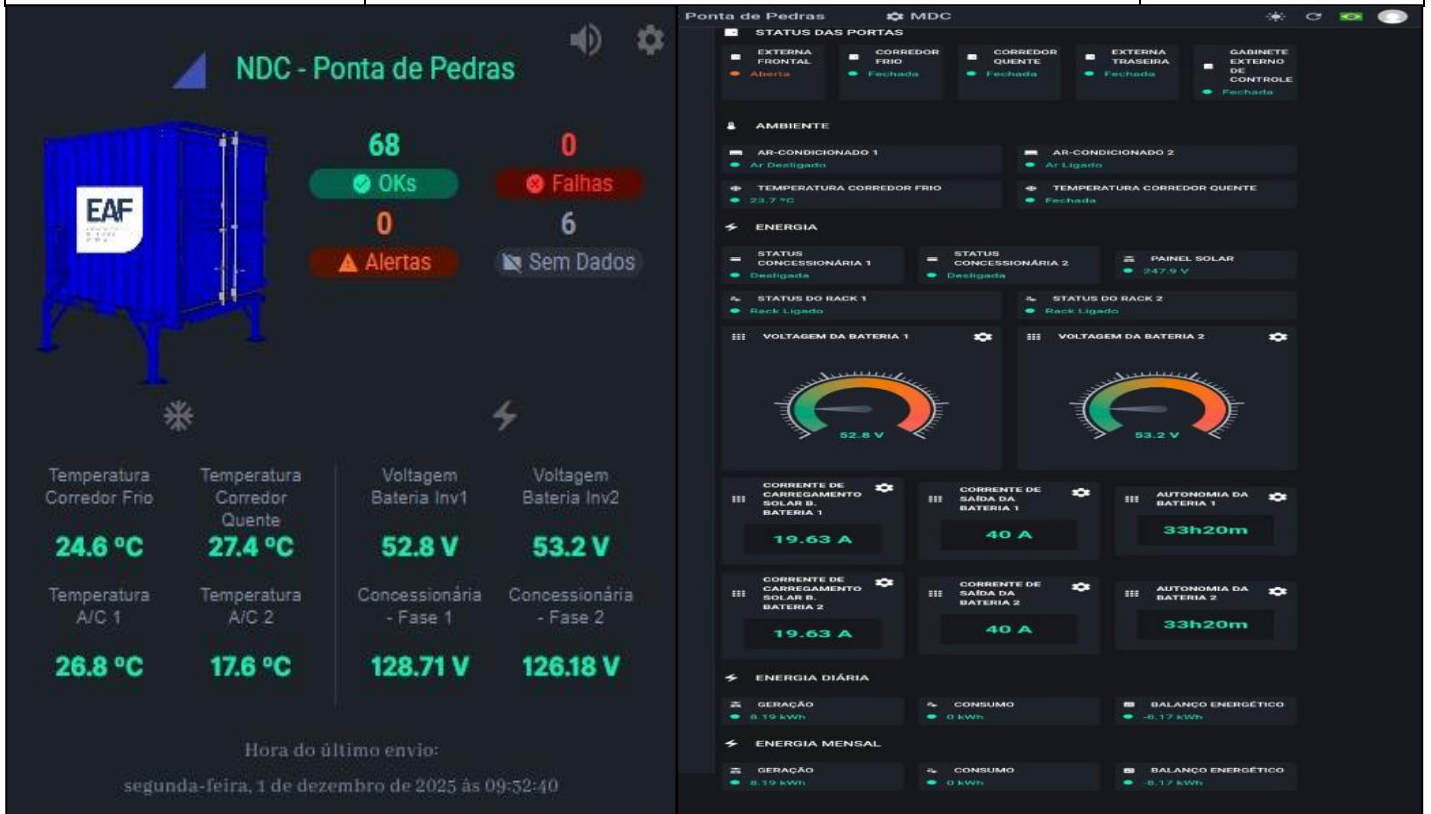 NDC - Ponta de Pedras
68
0
OKs
Falhas
0
6
Alertas
Sem Dados
EAF
Temperatura
Corredor Frio
Temperatura
Corredor
Quente
Voltagem
Bateria Inv1
Voltagem
Bateria Inv2
24.6 ºC
27.4 ºC
52.8 V
53.2 V
Temperatura
A/C 1
Temperatura
A/C 2
Concessionária
- Fase 1
Concessionária
- Fase 2
26.8 ºC
17.6 ºC
128.71 V
126.18 V
Hora do último envio:
segunda-feira, 1 de dezembro de 2025 às 09:32:40
Ponta de Pedras
MDC
STATUS DAS PORTAS
EXTERNA
FRONTAL
Aberta
CORREDOR
FRIO
Fechada
CORREDOR
QUENTE
Fechada
EXTERNA
TRASEIRA
Fechada
GABINETE
EXTERNO
DE
CONTROLE
Fechada
AMBIENTE
AR-CONDICIONADO 1
Ar Desligado
AR-CONDICIONADO 2
Ar Ligado
TEMPERATURA CORREDOR FRIO
23.7 ºC
TEMPERATURA CORREDOR QUENTE
Fechada
ENERGIA
STATUS
CONCESSIONÁRIA 1
Desligada
STATUS
CONCESSIONÁRIA 2
Desligada
PAINEL SOLAR
247.9 V
STATUS DO RACK 1
Rack Ligado
STATUS DO RACK 2
Rack Ligado
VOLTAGEM DA BATERIA 1
52.8 V
VOLTAGEM DA BATERIA 2
53.2 V
CORRENTE DE
CARREGAMENTO
SOLAR B.
BATERIA 1
19.63 A
CORRENTE DE
SAÍDA DA
BATERIA 1
40 A
AUTONOMIA DA
BATERIA 1
33h20m
CORRENTE DE
CARREGAMENTO
SOLAR B.
BATERIA 2
19.63 A
CORRENTE DE
SAÍDA DA
BATERIA 2
40 A
AUTONOMIA DA
BATERIA 2
33h20m
ENERGIA DIÁRIA
GERAÇÃO
8.19 kWh
CONSUMO
0 kWh
BALANÇO ENERGÉTICO
-8.17 kWh
ENERGIA MENSAL
GERAÇÃO
8.19 kWh
CONSUMO
0 kWh
BALANÇO ENERGÉTICO
-8.17 kWh